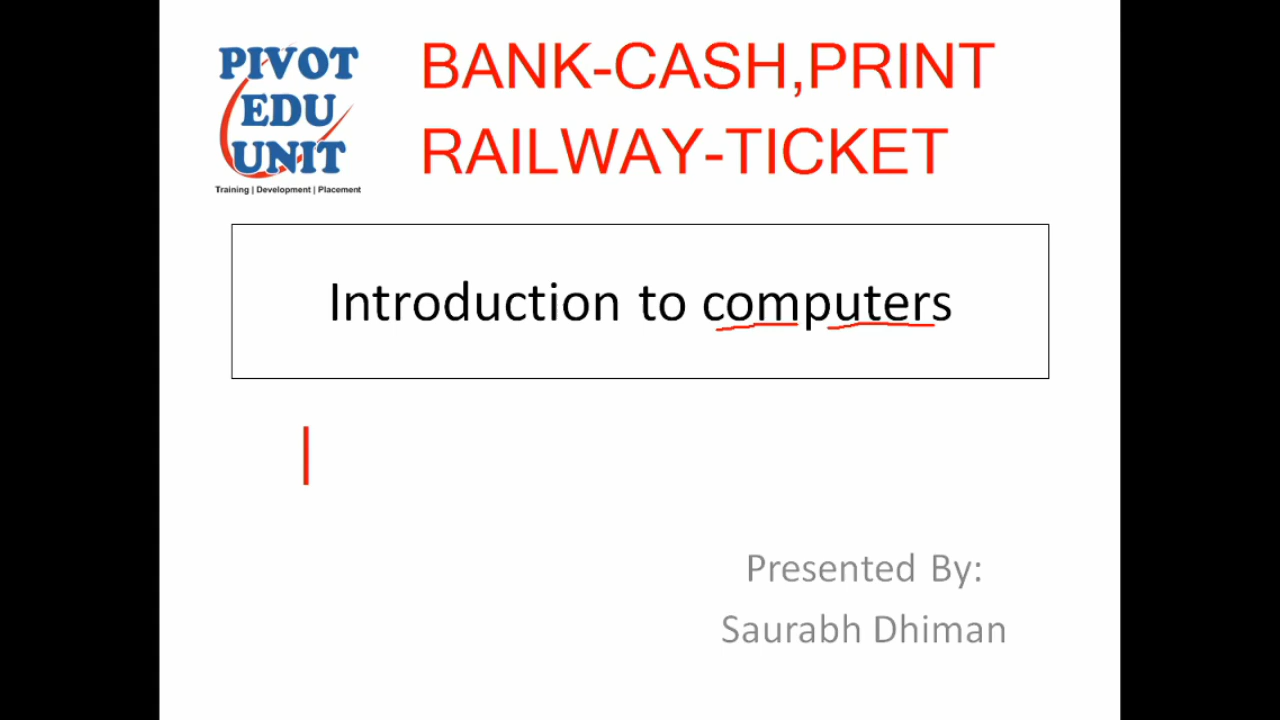 PIVOT
EDU
UNIT
Training | Development | Placement
BANK-CASH,PRINT
RAILWAY-TICKET
Introduction to computers
Presented By:
Saurabh Dhiman